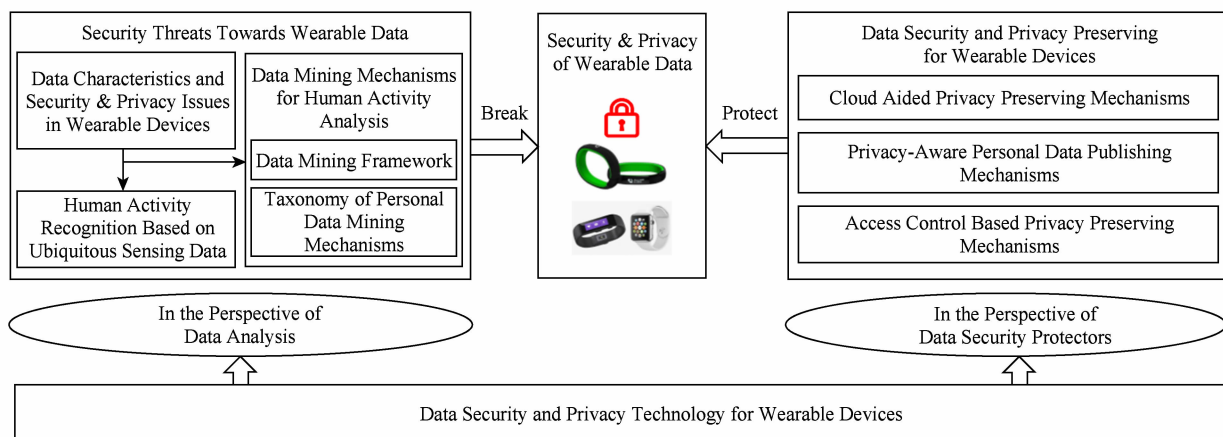 Security Threats Towards Wearable Data
Data Characteristics and
Security & Privacy Issues
in Wearable Devices
Human Activity
Recognition Based on
Ubiquitous Sensing Data
Data Mining Mechanisms
for Human Activity
Analysis
Data Mining Framework
Taxonomy of Personal
Data Mining
Mechanisms
Break
Security & Privacy
of Wearable Data
Protect
Data Security and Privacy Preserving
for Wearable Devices
Cloud Aided Privacy Preserving Mechanisms
Privacy-Aware Personal Data Publishing
Mechanisms
Access Control Based Privacy Preserving
Mechanisms
In the Perspective of
Data Analysis
In the Perspective of
Data Security Protectors
Data Security and Privacy Technology for Wearable Devices